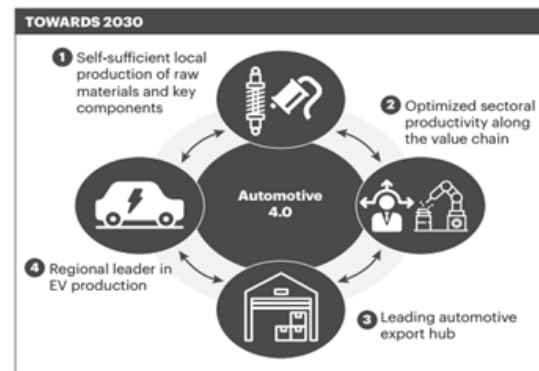 TOWARDS 2030
1 Self-sufficient local
production of raw
materials and key
components
2 Optimized sectoral
productivity along
the value chain
Automotive
4.0
4 Regional leader in
EV production
3 Leading automotive
export hub